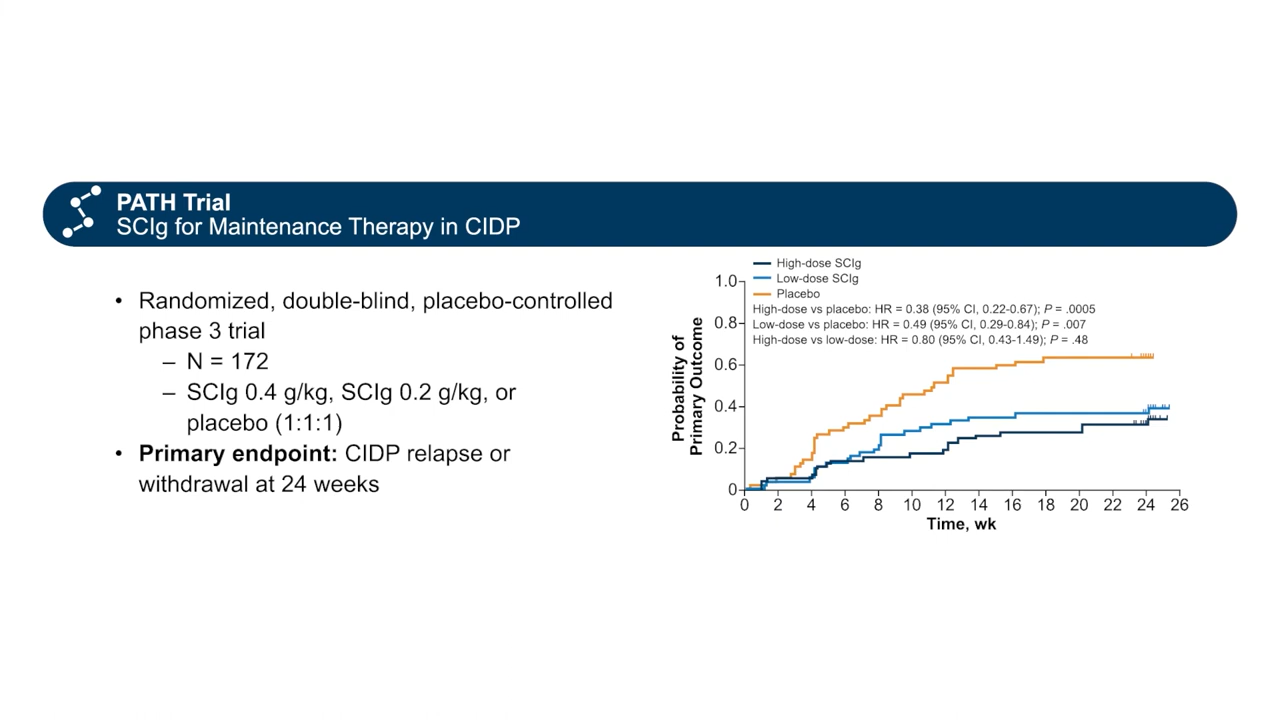 PATH Trial
SCIg for Maintenance Therapy in CIDP
• Randomized, double-blind, placebo-controlled
phase 3 trial
– N = 172
– SCIg 0.4 g/kg, SCIg 0.2 g/kg, or
placebo (1:1:1)
• Primary endpoint: CIDP relapse or
withdrawal at 24 weeks
High-dose SCIg
Low-dose SCIg
Placebo
High-dose vs placebo: HR = 0.38 (95% CI, 0.22-0.67); P = .0005
Low-dose vs placebo: HR = 0.49 (95% CI, 0.29-0.84); P = .007
High-dose vs low-dose: HR = 0.80 (95% CI, 0.43-1.49); P = .48
Probability of
Primary Outcome
1.0
0.8
0.6
0.4
0.2
0
0 2 4 6 8 10 12 14 16 18 20 22 24 26
Time, wk